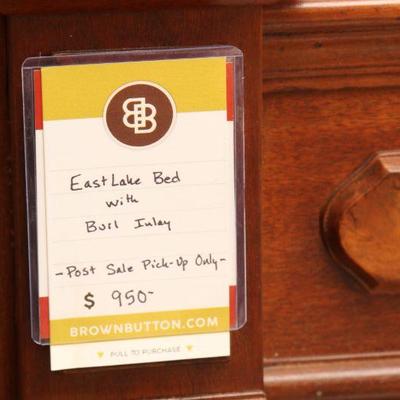 BB
EastLake Bed
with
Burl Inlay
- Post Sale Pick-Up Only -
$ 950-
BROWNBUTTON.COM
PULL TO PURCHASE